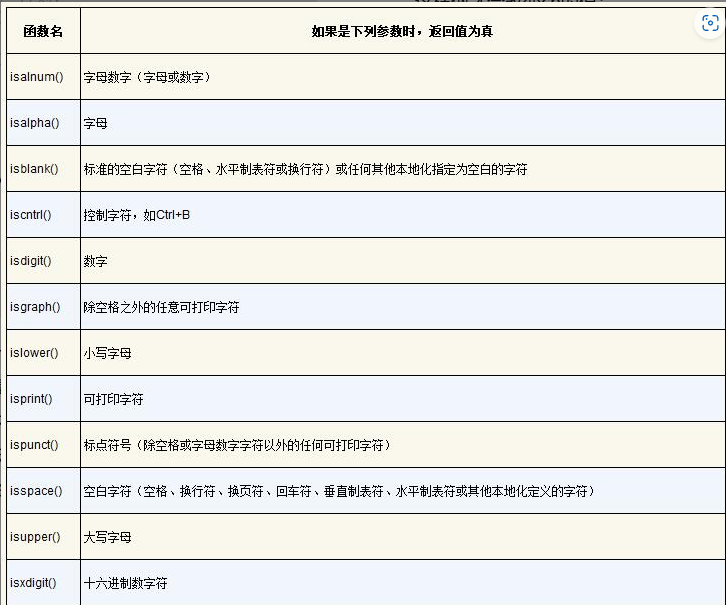 函数名 如果是下列参数时，返回值为真
isalnum() 字母数字（字母或数字）
isalpha() 字母
isblank() 标准的空白字符（空格、水平制表符或换行符）或任何其他本地化指定为空白的字符
iscntrl() 控制字符，如Ctrl+B
isdigit() 数字
isgraph() 除空格之外的任意可打印字符
islower() 小写字母
isprint() 可打印字符
ispunct() 标点符号（除空格或字母数字字符以外的任何可打印字符）
isspace() 空白字符（空格、换行符、换页符、回车符、垂直制表符、水平制表符或其他本地化定义的字符）
isupper() 大写字母
isxdigit() 十六进制数字符